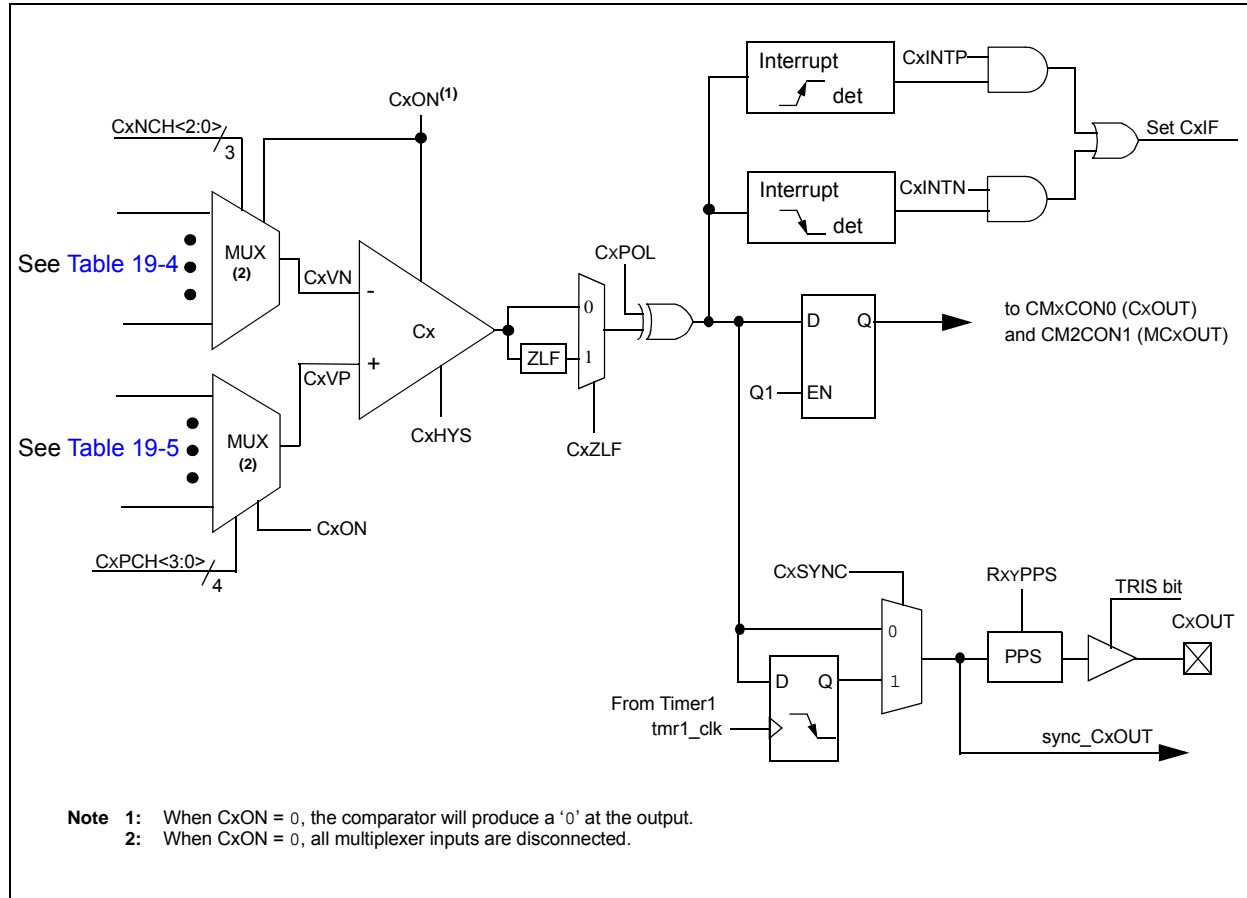 CxON(1)
CxNCH<2:0>
3
MUX
(2)
See Table 19-4
CxVN
-
Cx
+
CxVP
CxHYS
See Table 19-5
MUX
(2)
CxON
CxPCH<3:0>
4
ZLF
0
1
CxZLF
CxPOL
Interrupt
det
CxINTP
Interrupt
det
CxINTN
Set CxIF
D Q
Q1
EN
to CMxCON0 (CxOUT)
and CM2CON1 (MCxOUT)
CxSYNC
0
1
D Q
From Timer1
tmr1_clk
RxyPPS
PPS
TRIS bit
CxOUT
sync_CxOUT
Note 1: When CxON = 0, the comparator will produce a ‘0’ at the output.
2: When CxON = 0, all multiplexer inputs are disconnected.